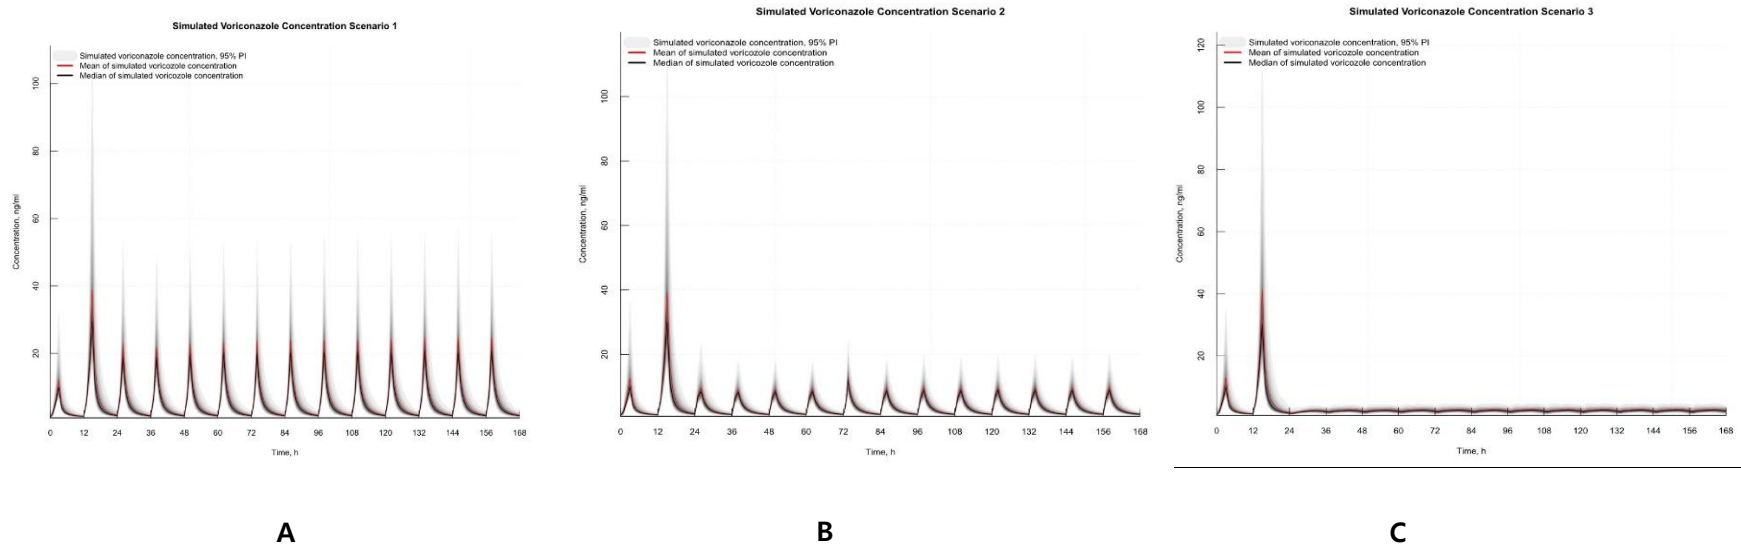 Simulated Voriconazole Concentration Scenario 1
Simulated voriconazole concentration, 95% PI
Mean of simulated voricozole concentration
Median of simulated voricozole concentration
Concentration, ng/ml
100
80
60
40
20
0 12 24 36 48 60 72 84 96 108 120 132 144 156 168
Time, h
A
Simulated Voriconazole Concentration Scenario 2
Simulated voriconazole concentration, 95% PI
Mean of simulated voricozole concentration
Median of simulated voricozole concentration
Concentration, ng/ml
100
80
60
40
20
0 12 24 36 48 60 72 84 96 108 120 132 144 156 168
Time, h
B
Simulated Voriconazole Concentration Scenario 3
Simulated voriconazole concentration, 95% PI
Mean of simulated voricozole concentration
Median of simulated voricozole concentration
Concentration, ng/ml
120
100
80
60
40
20
0 12 24 36 48 60 72 84 96 108 120 132 144 156 168
Time, h
C